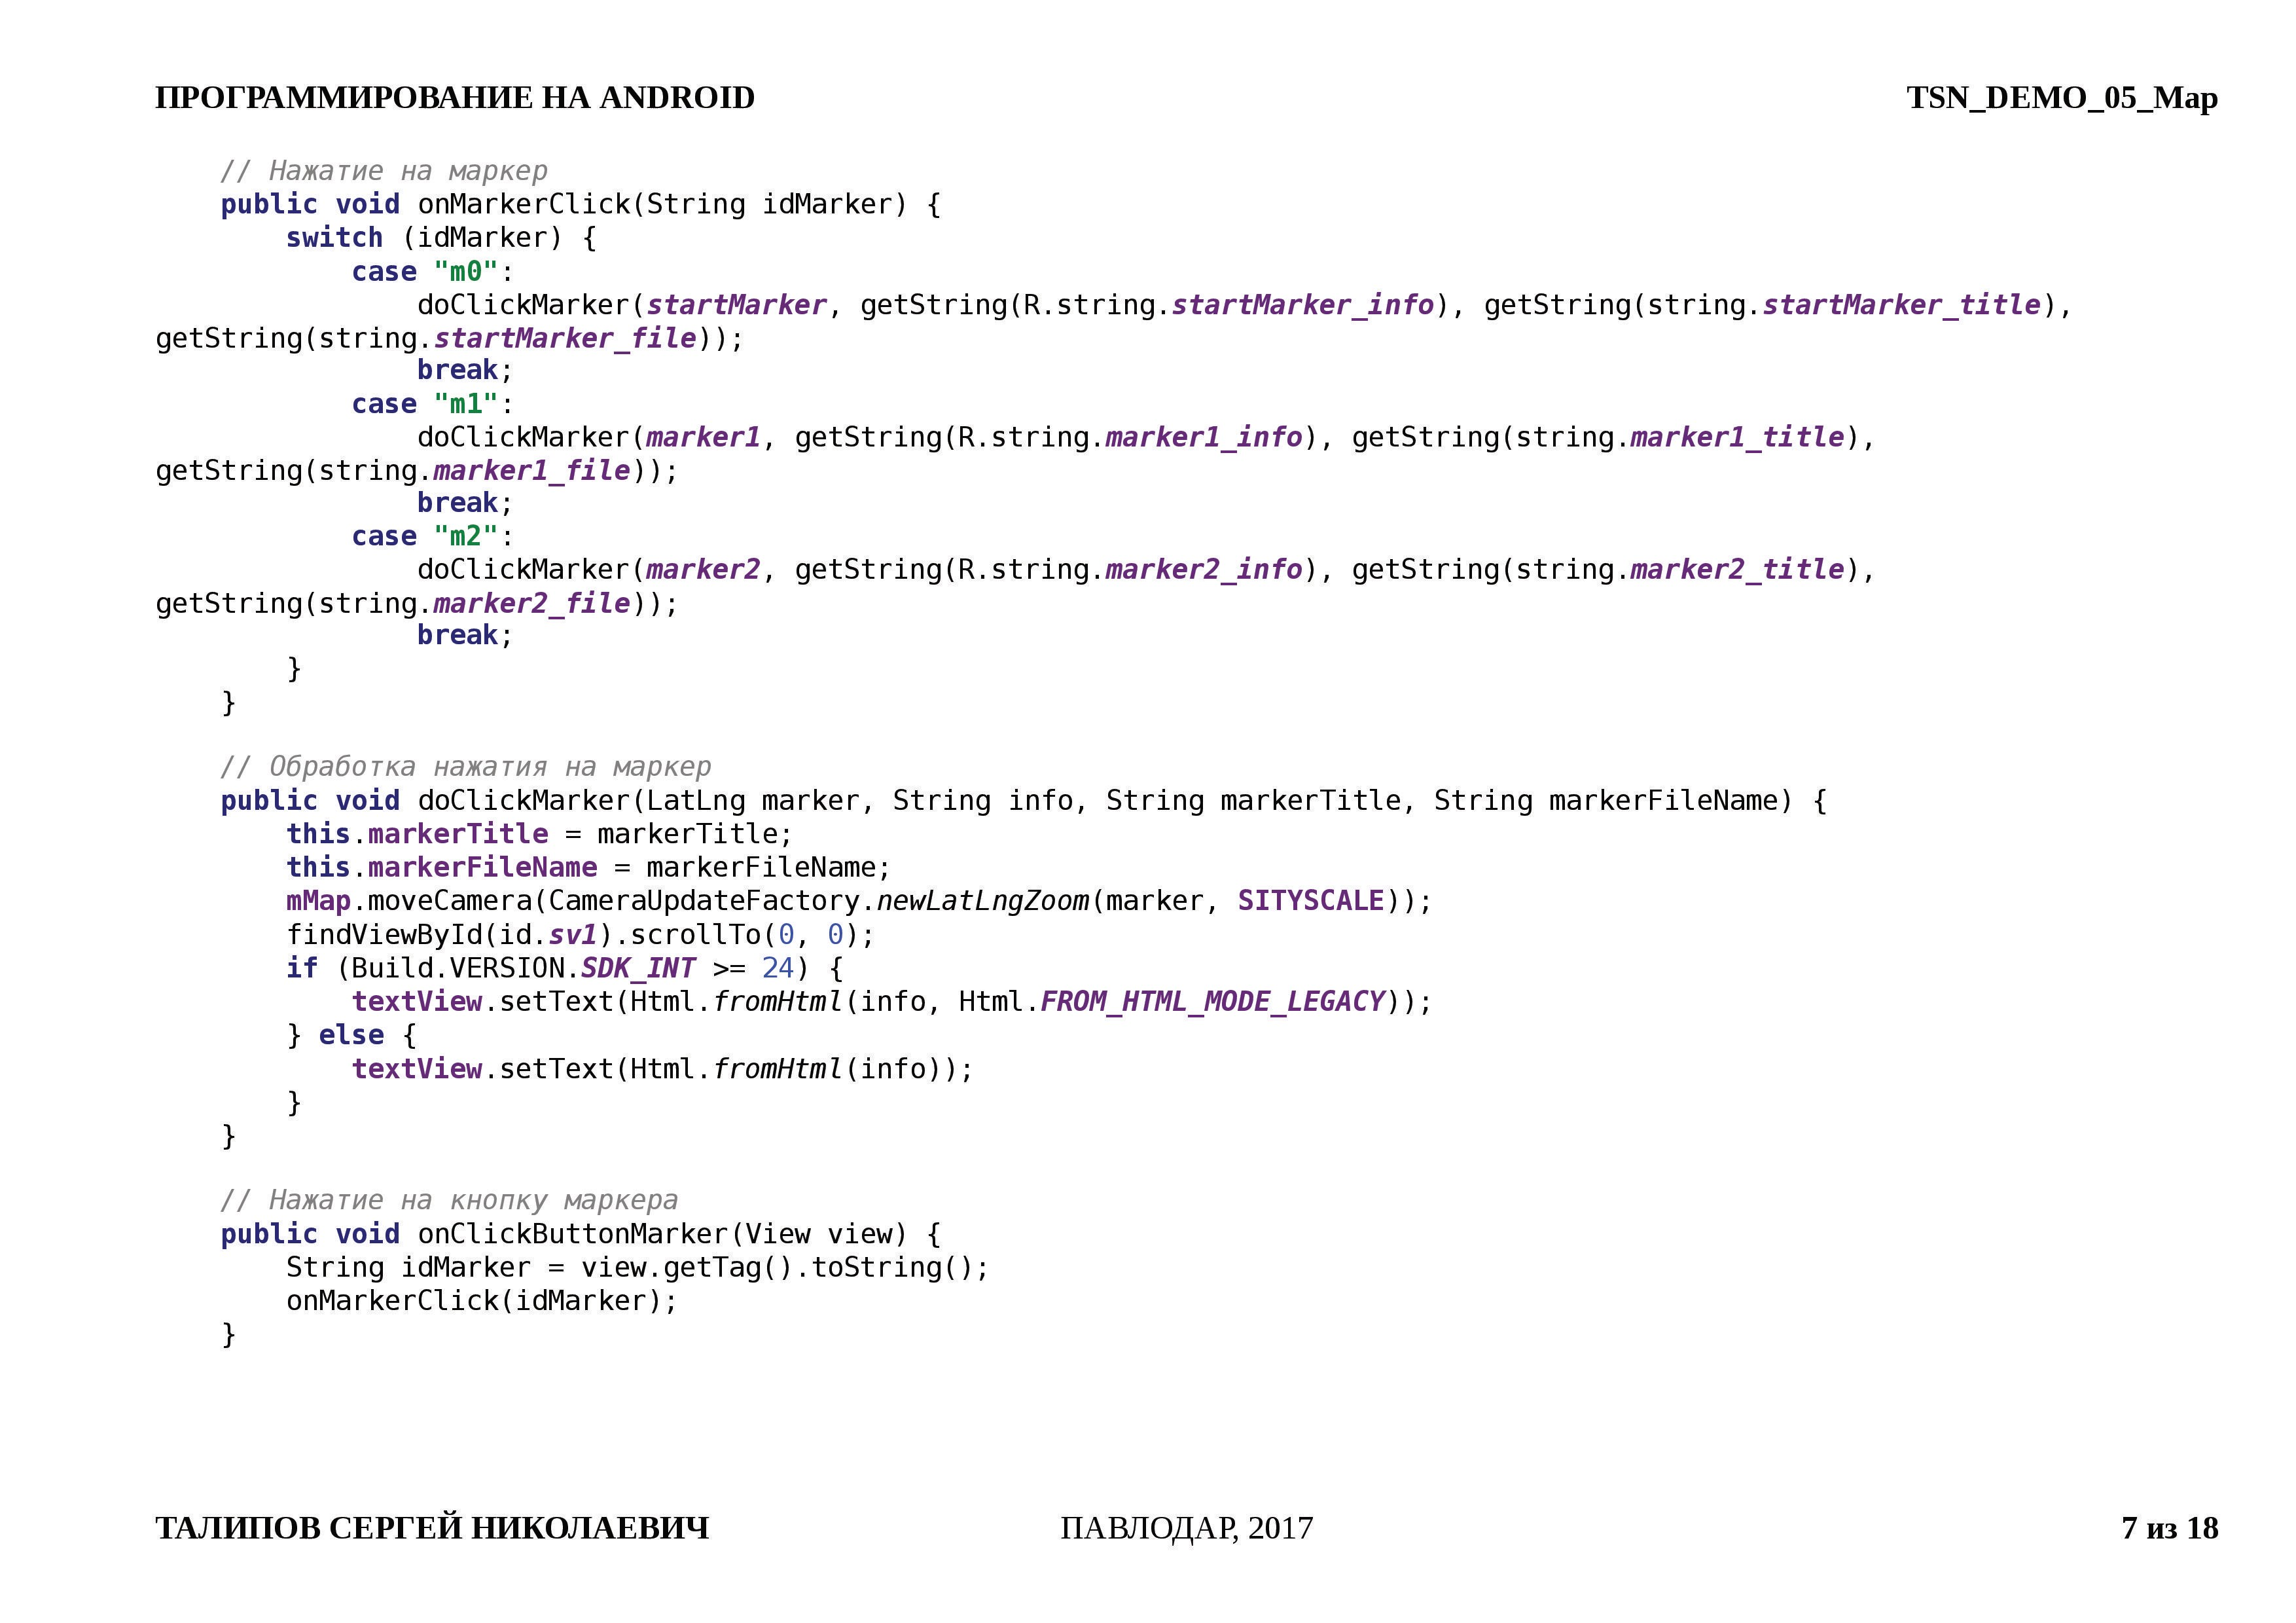 ПРОГРАММИРОВАНИЕ НА ANDROID TSN_DEMO_05_Map
// Нажатие на маркер
public void onMarkerClick(String idMarker) {
switch (idMarker) {
case "m0":
doClickMarker(startMarker, getString(R.string.startMarker_info), getString(string.startMarker_title),
getString(string.startMarker_file));
break;
case "m1":
doClickMarker(marker1, getString(R.string.marker1_info), getString(string.marker1_title),
getString(string.marker1_file));
break;
case "m2":
doClickMarker(marker2, getString(R.string.marker2_info), getString(string.marker2_title),
getString(string.marker2_file));
break;
}
}
// Обработка нажатия на маркер
public void doClickMarker(LatLng marker, String info, String markerTitle, String markerFileName) {
this.markerTitle = markerTitle;
this.markerFileName = markerFileName;
mMap.moveCamera(CameraUpdateFactory.newLatLngZoom(marker, SITYSCALE));
findViewById(id.sv1).scrollTo(0, 0);
if (Build.VERSION.SDK_INT >= 24) {
textView.setText(Html.fromHtml(info, Html.FROM_HTML_MODE_LEGACY));
} else {
textView.setText(Html.fromHtml(info));
}
}
// Нажатие на кнопку маркера
public void onClickButtonMarker(View view) {
String idMarker = view.getTag().toString();
onMarkerClick(idMarker);
}
ТАЛИПОВ СЕРГЕЙ НИКОЛАЕВИЧ ПАВЛОДАР, 2017 7 из 18